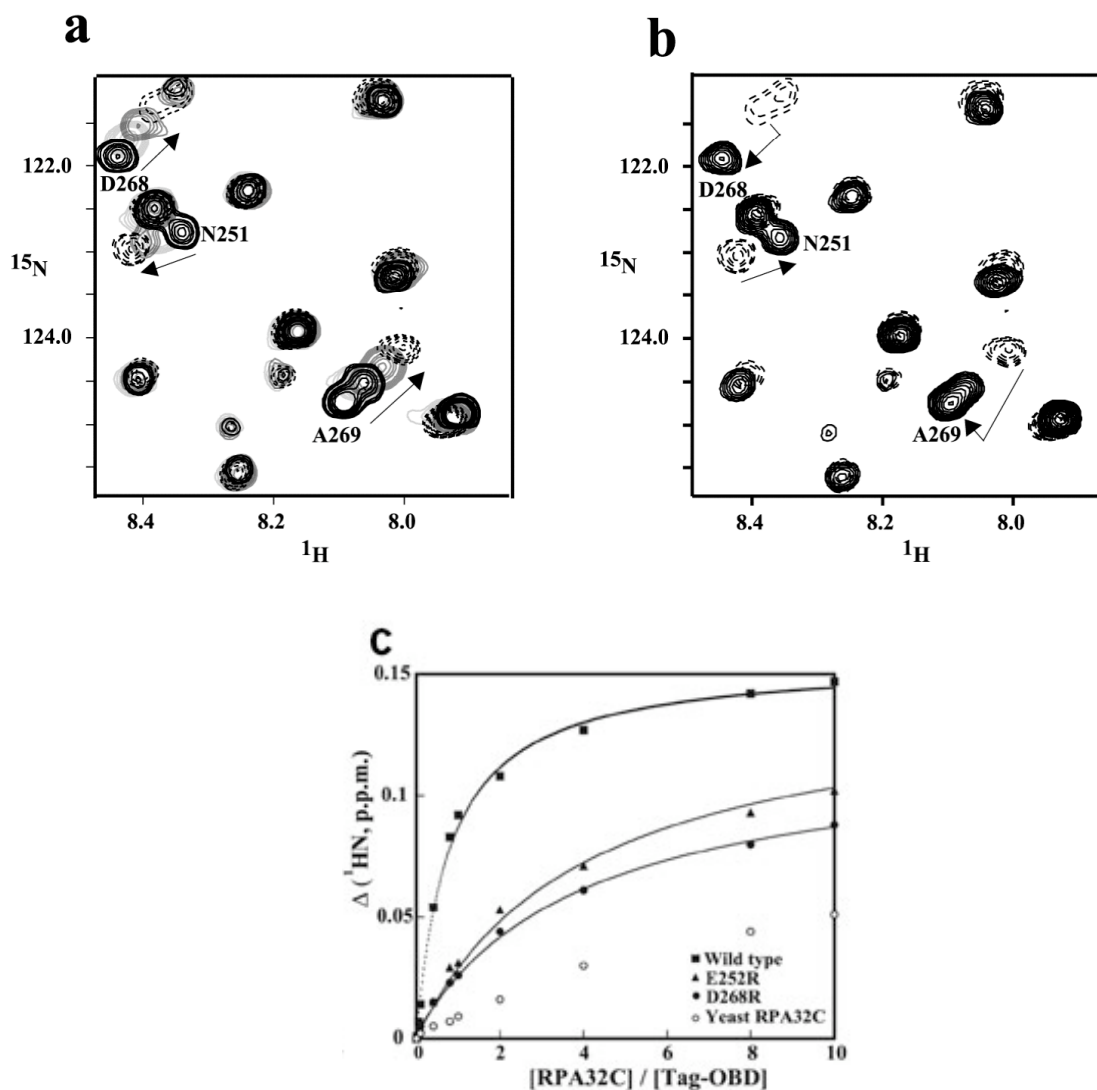 a
b
122.0
D268
N251
15N
124.0
A269
8.4
8.2
8.0
1H
122.0
D268
N251
15N
124.0
A269
8.4
8.2
8.0
1H
C
0.15
0.1
0.05
0
Δ (1HN, p.p.m.)
Wild type
E252R
D268R
Yeast RPA32C
0
2
4
6
8
10
[RPA32C] / [Tag-OBD]